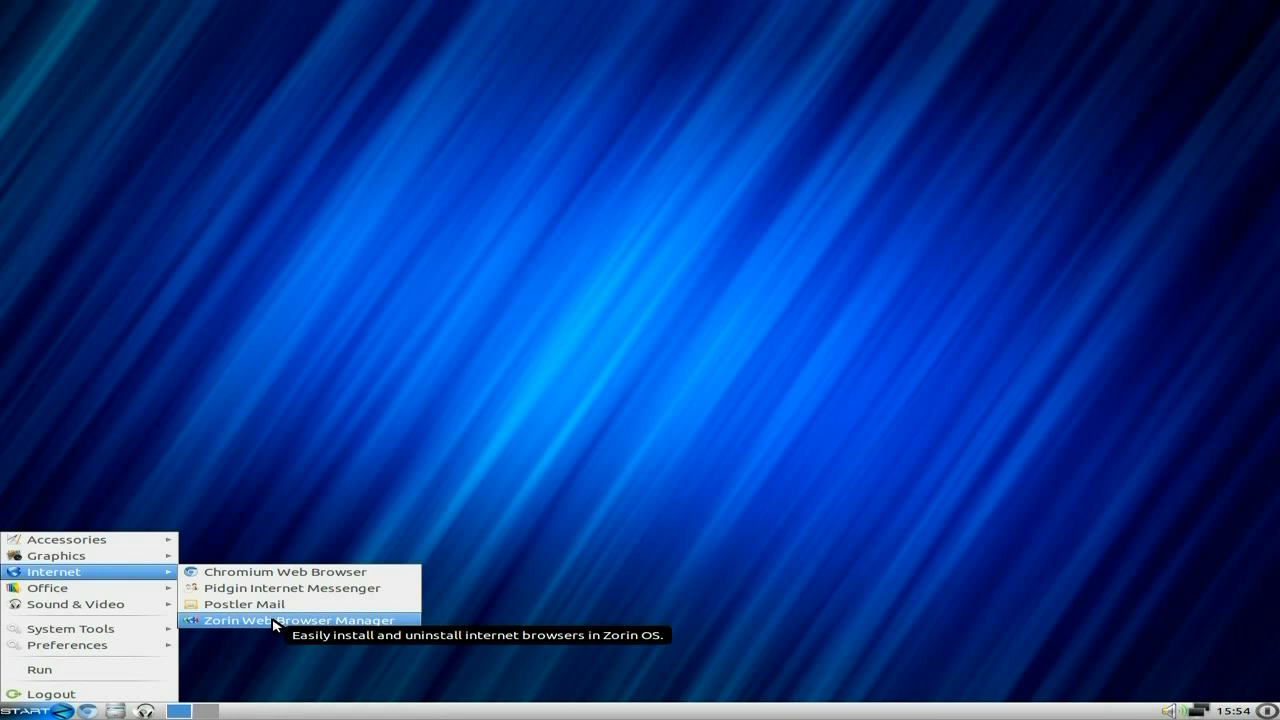 Accessories
Graphics
Internet
Office
Sound & Video
System Tools
Preferences
Run
Logout
Chromium Web Browser
Pidgin Internet Messenger
Postler Mail
Zorin Web Browser Manager
Easily install and uninstall internet browsers in Zorin OS.
START
15:54